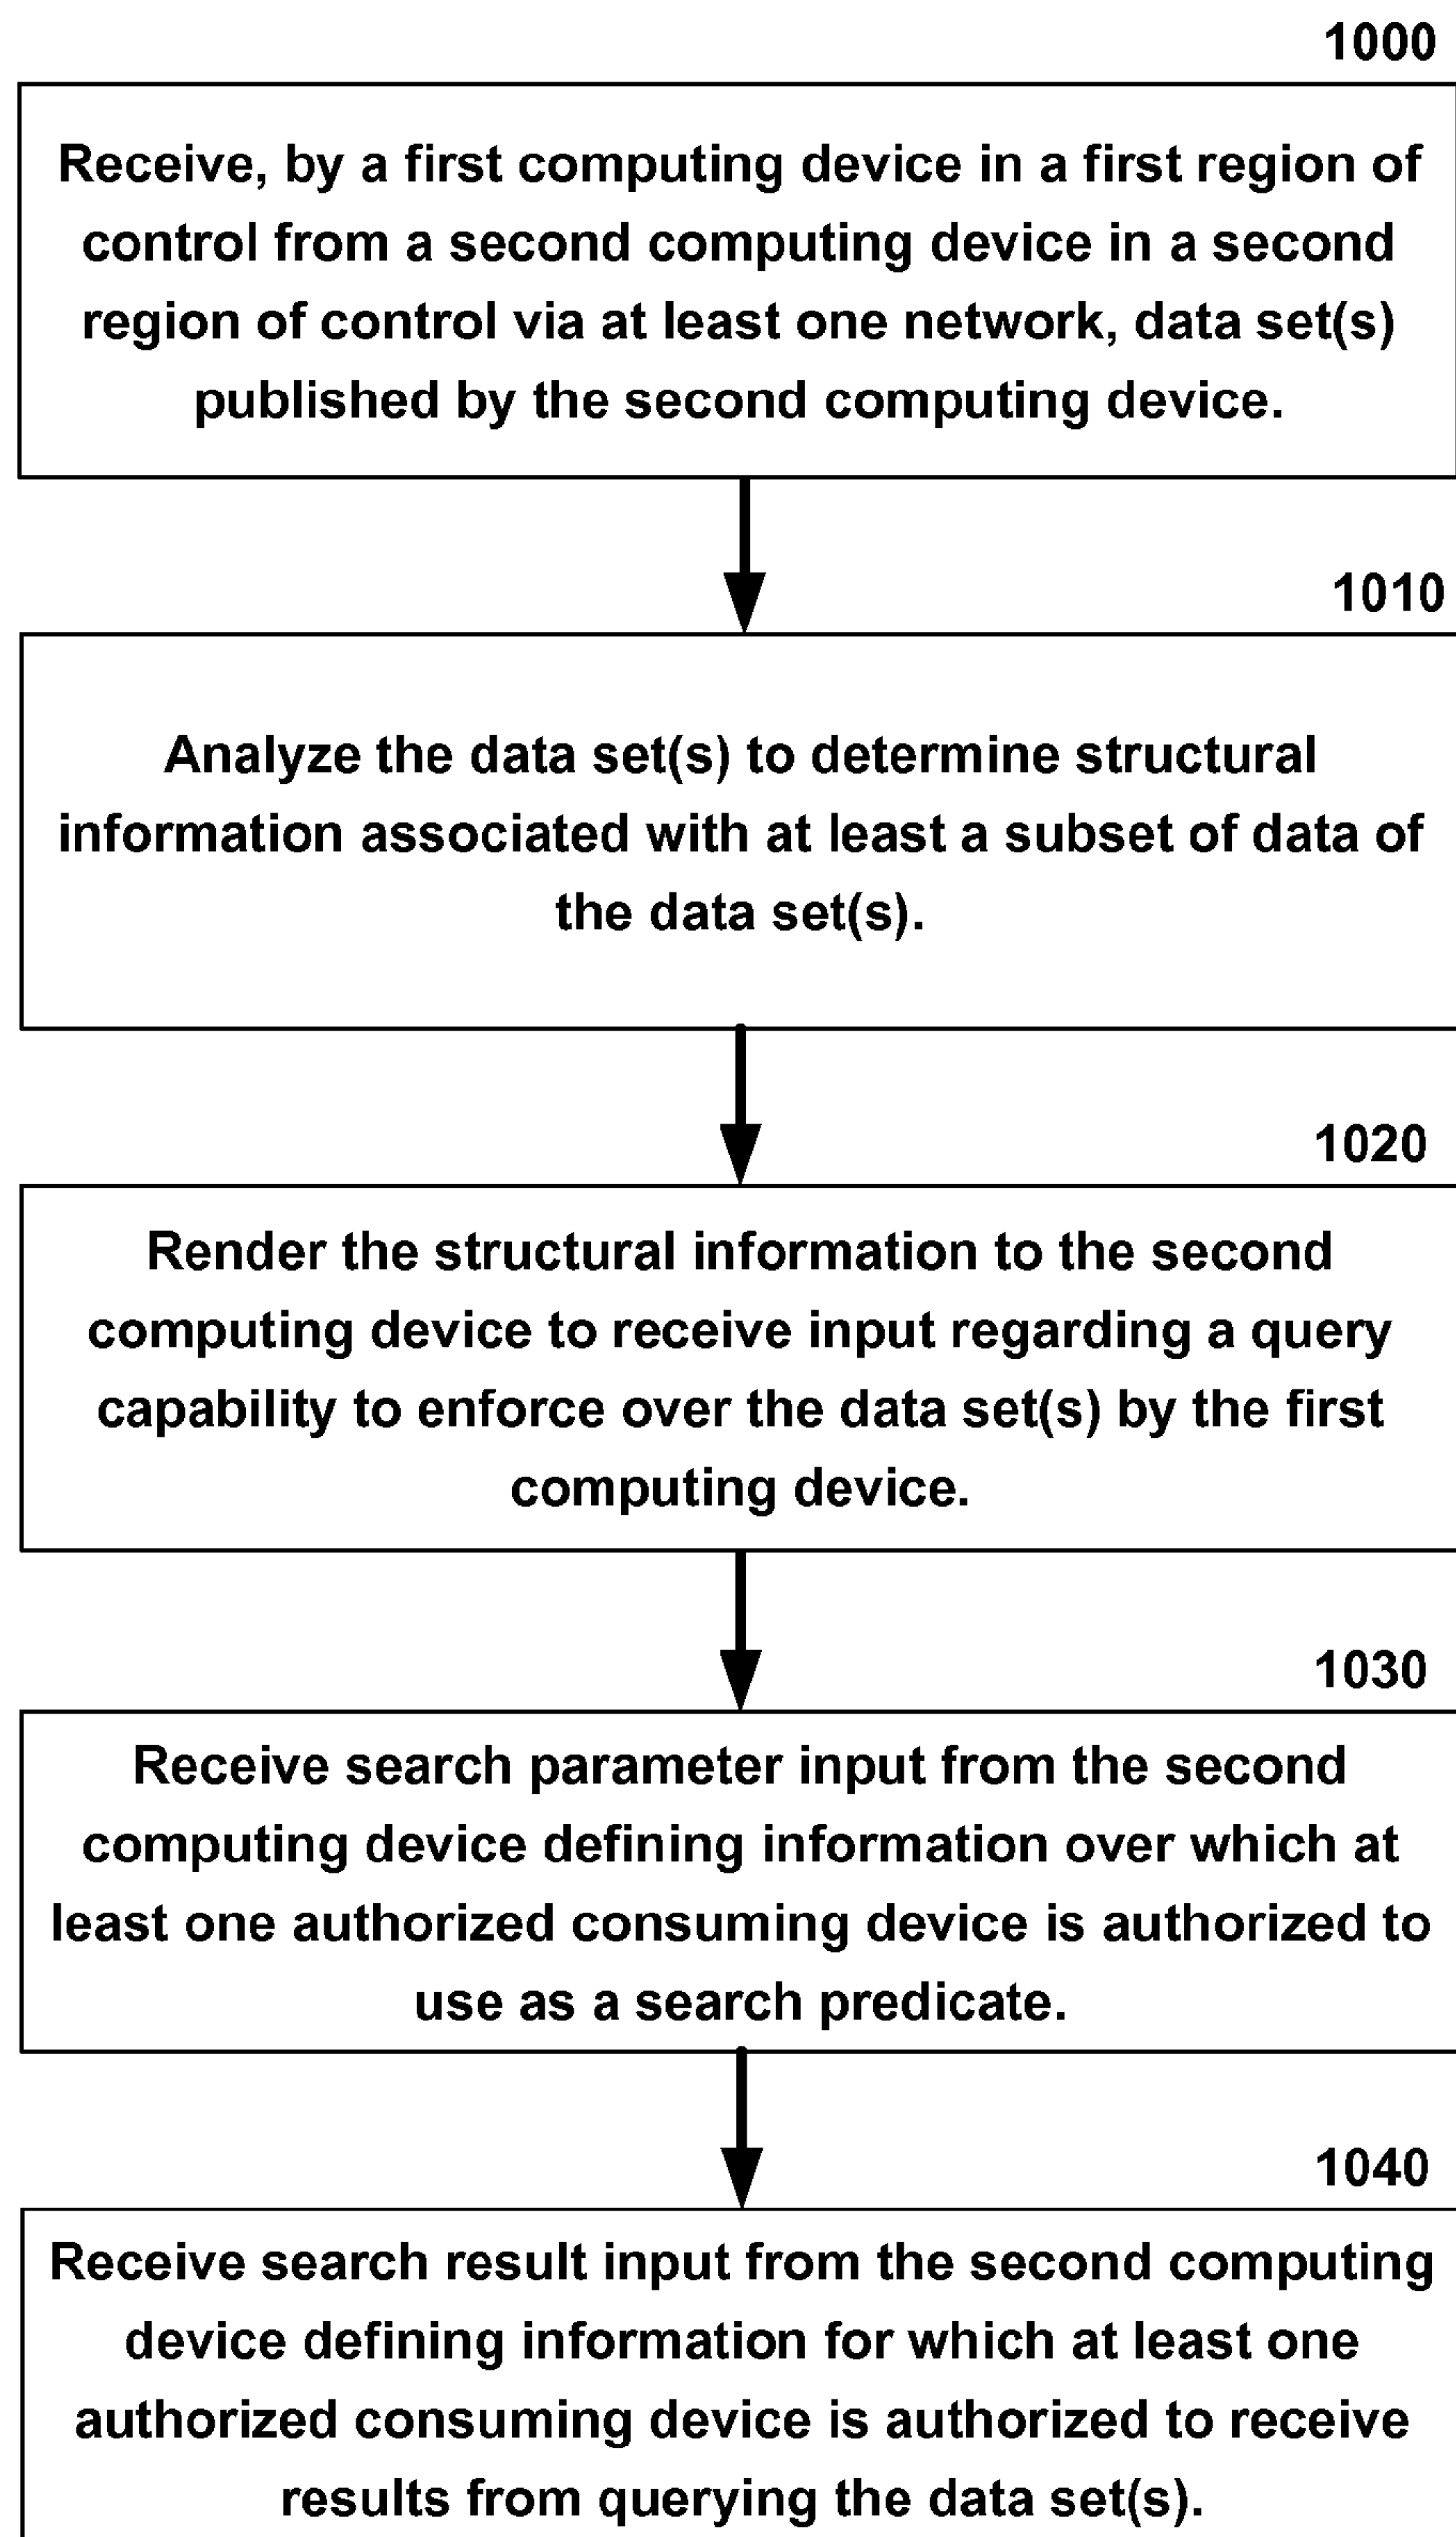 1000
Receive, by a first computing device in a first region of
control from a second computing device in a second
region of control via at least one network, data set(s)
published by the second computing device.
1010
Analyze the data set(s) to determine structural
information associated with at least a subset of data of
the data set(s).
1020
Render the structural information to the second
computing device to receive input regarding a query
capability to enforce over the data set(s) by the first
computing device.
1030
Receive search parameter input from the second
computing device defining information over which at
least one authorized consuming device is authorized to
use as a search predicate.
1040
Receive search result input from the second computing
device defining information for which at least one
authorized consuming device is authorized to receive
results from querying the data set(s).